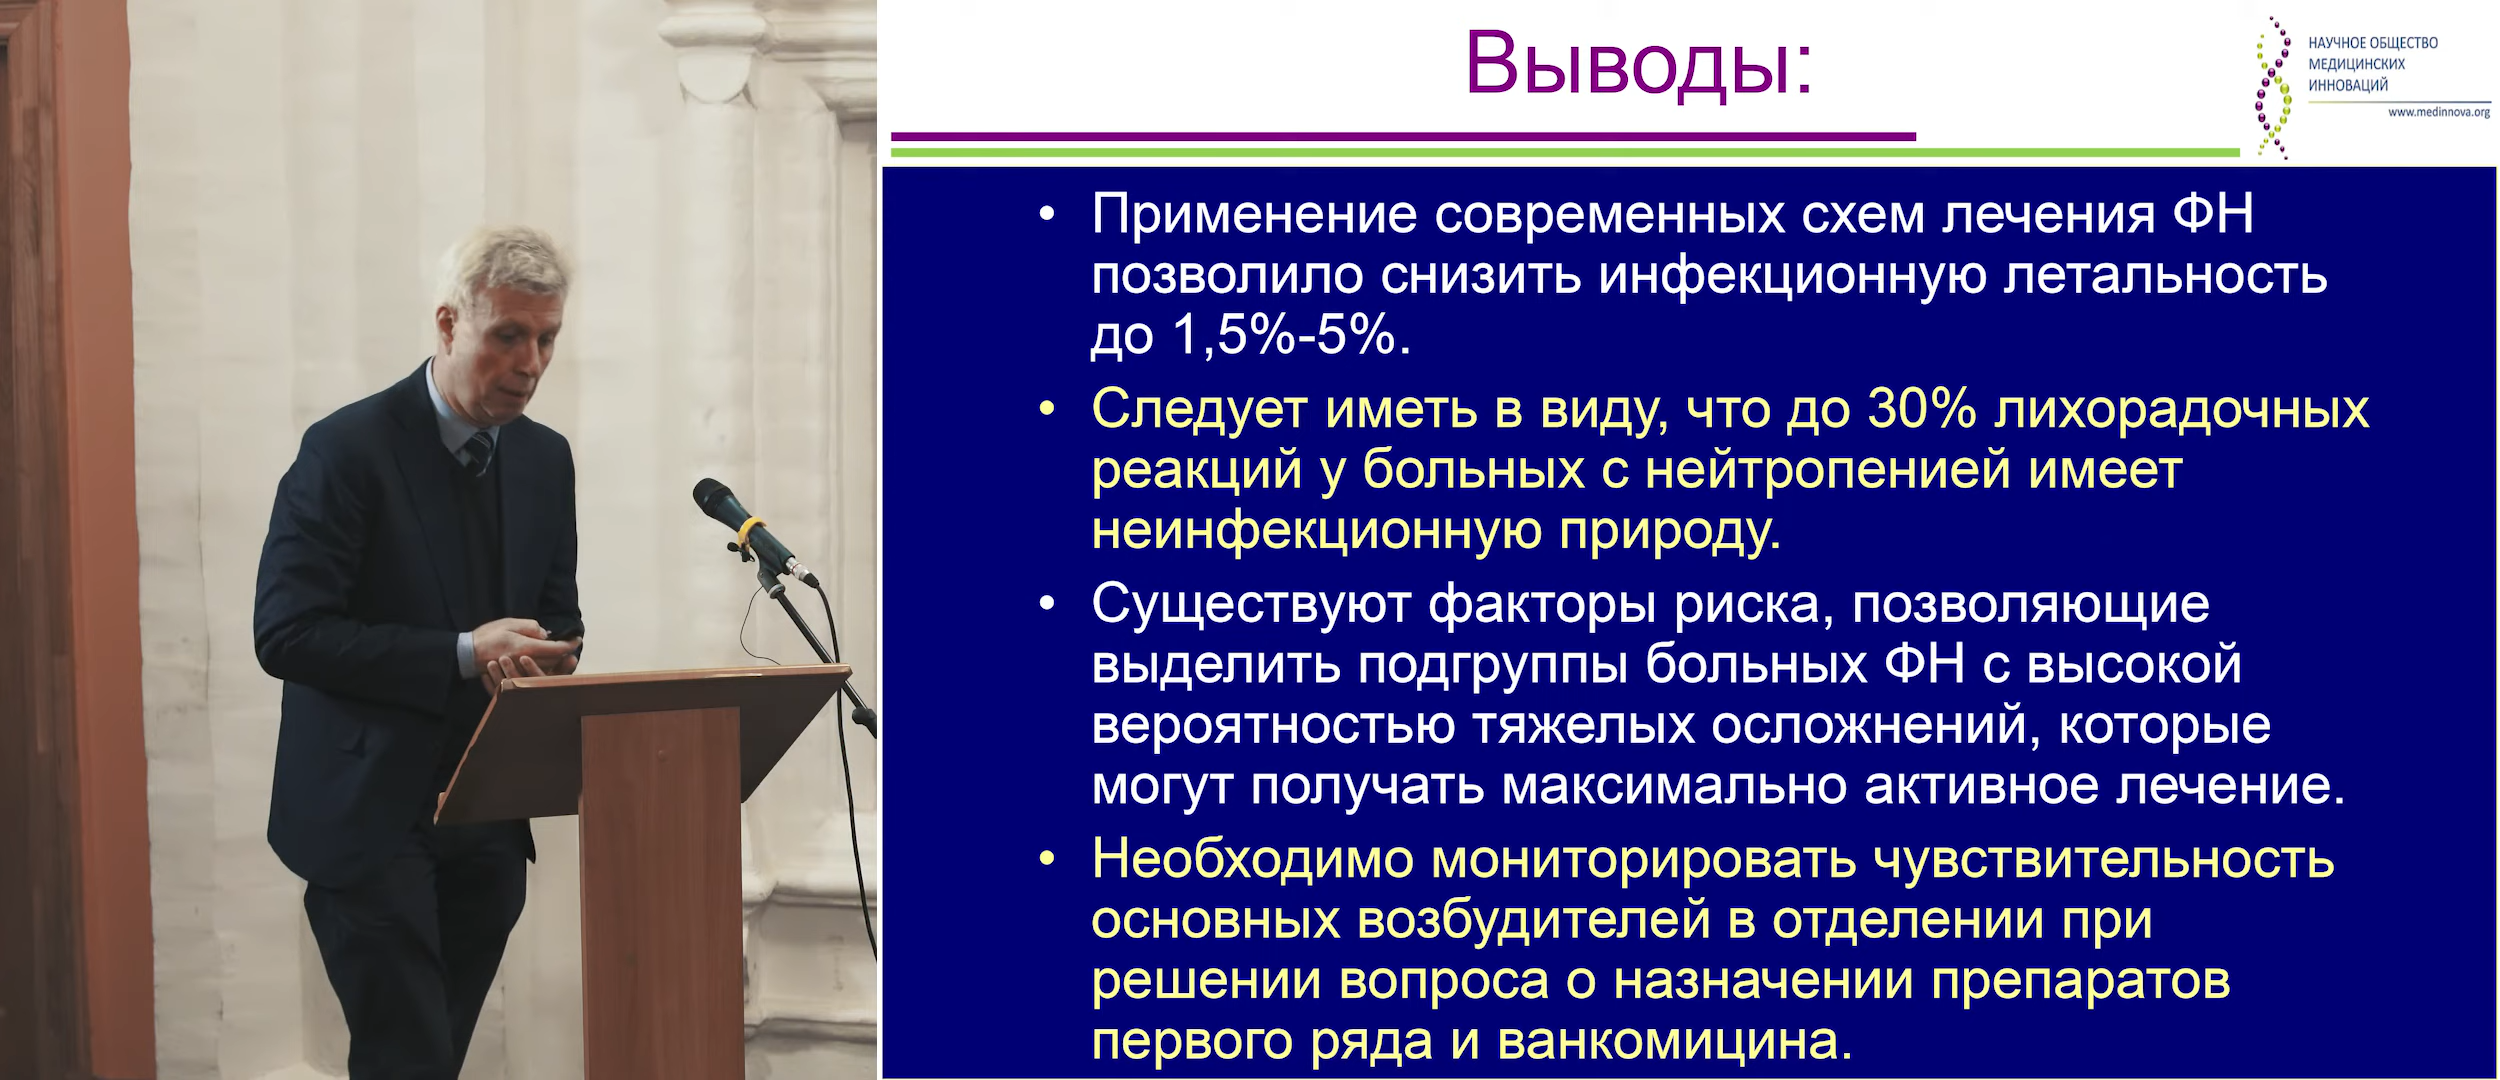 Выводы:
НАУЧНОЕ ОБЩЕСТВО
МЕДИЦИНСКИХ
ИННОВАЦИЙ
www.medinnova.org
• Применение современных схем лечения ФН
позволило снизить инфекционную летальность
до 1,5%-5%.
• Следует иметь в виду, что до 30% лихорадочных
реакций у больных с нейтропенией имеет
неинфекционную природу.
• Существуют факторы риска, позволяющие
выделить подгруппы больных ФН с высокой
вероятностью тяжелых осложнений, которые
могут получать максимально активное лечение.
• Необходимо мониторировать чувствительность
основных возбудителей в отделении при
решении вопроса о назначении препаратов
первого ряда и ванкомицина.